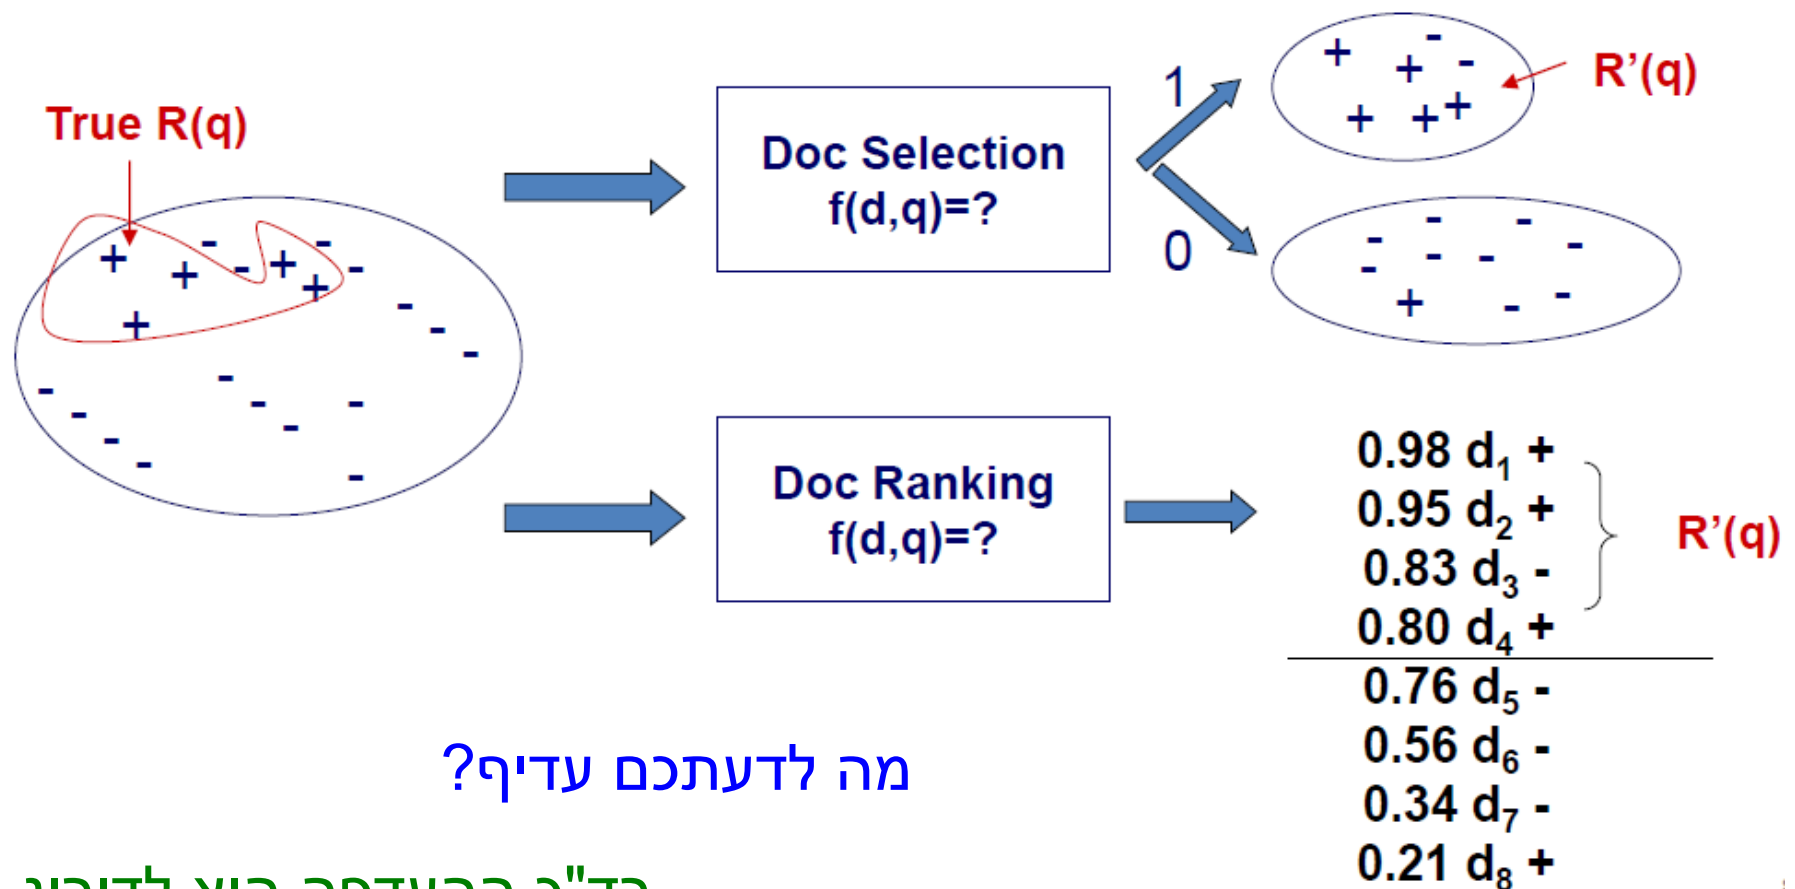 True R(q)
Doc Selection
f(d,q)=?
1
0
R'(q)
Doc Ranking
f(d,q)=?
0.98 d1 +
0.95 d2 +
0.83 d3 -
0.80 d4 +
R'(q)
0.76 d5 -
0.56 d6 -
0.34 d7 -
0.21 d8 +
מה לדעתכם עדיף?